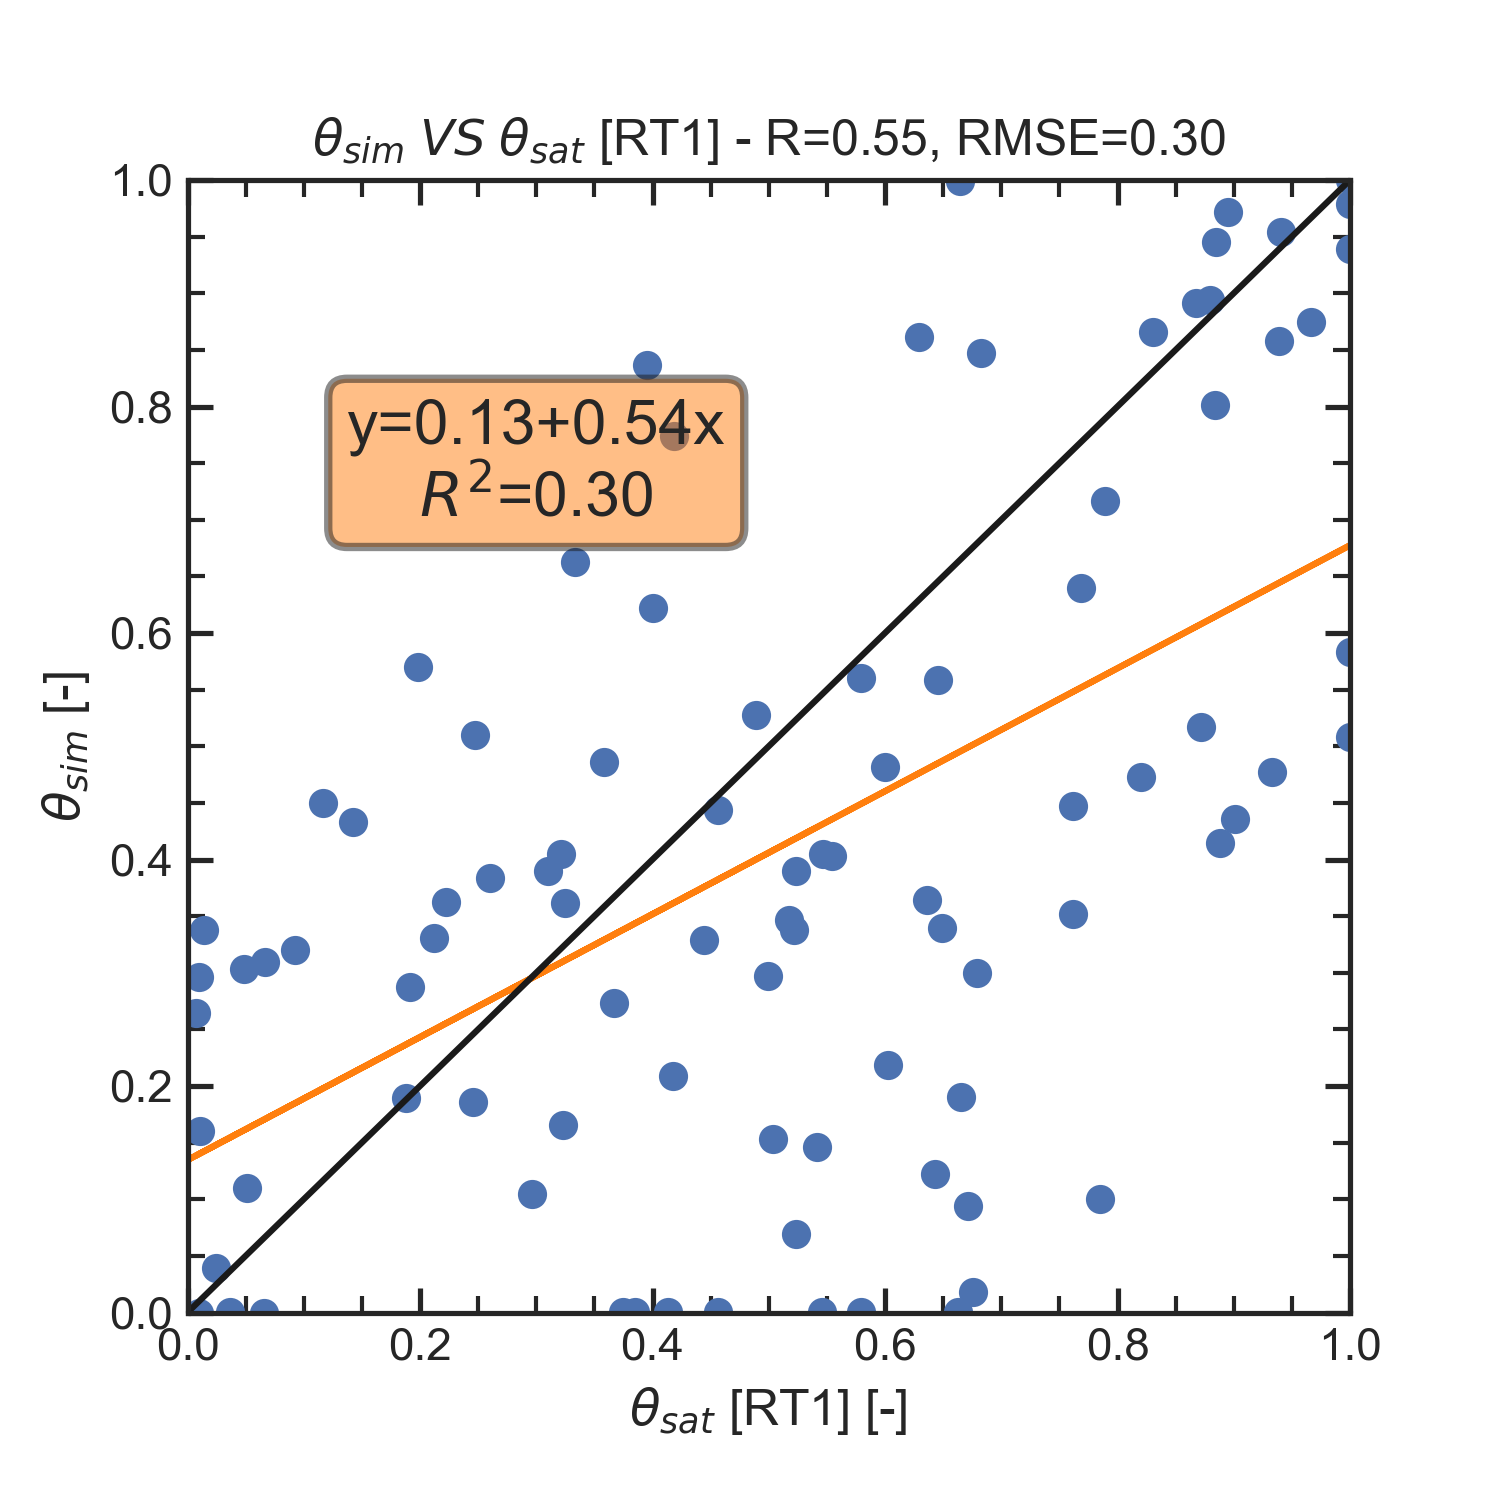 θsim VS θsat [RT1] - R=0.55, RMSE=0.30
1.0
0.8
0.6
0.4
0.2
0.0
y=0.13+0.54x
R²=0.30
θsim [-]
0.0 0.2 0.4 0.6 0.8 1.0
θsat [RT1] [-]